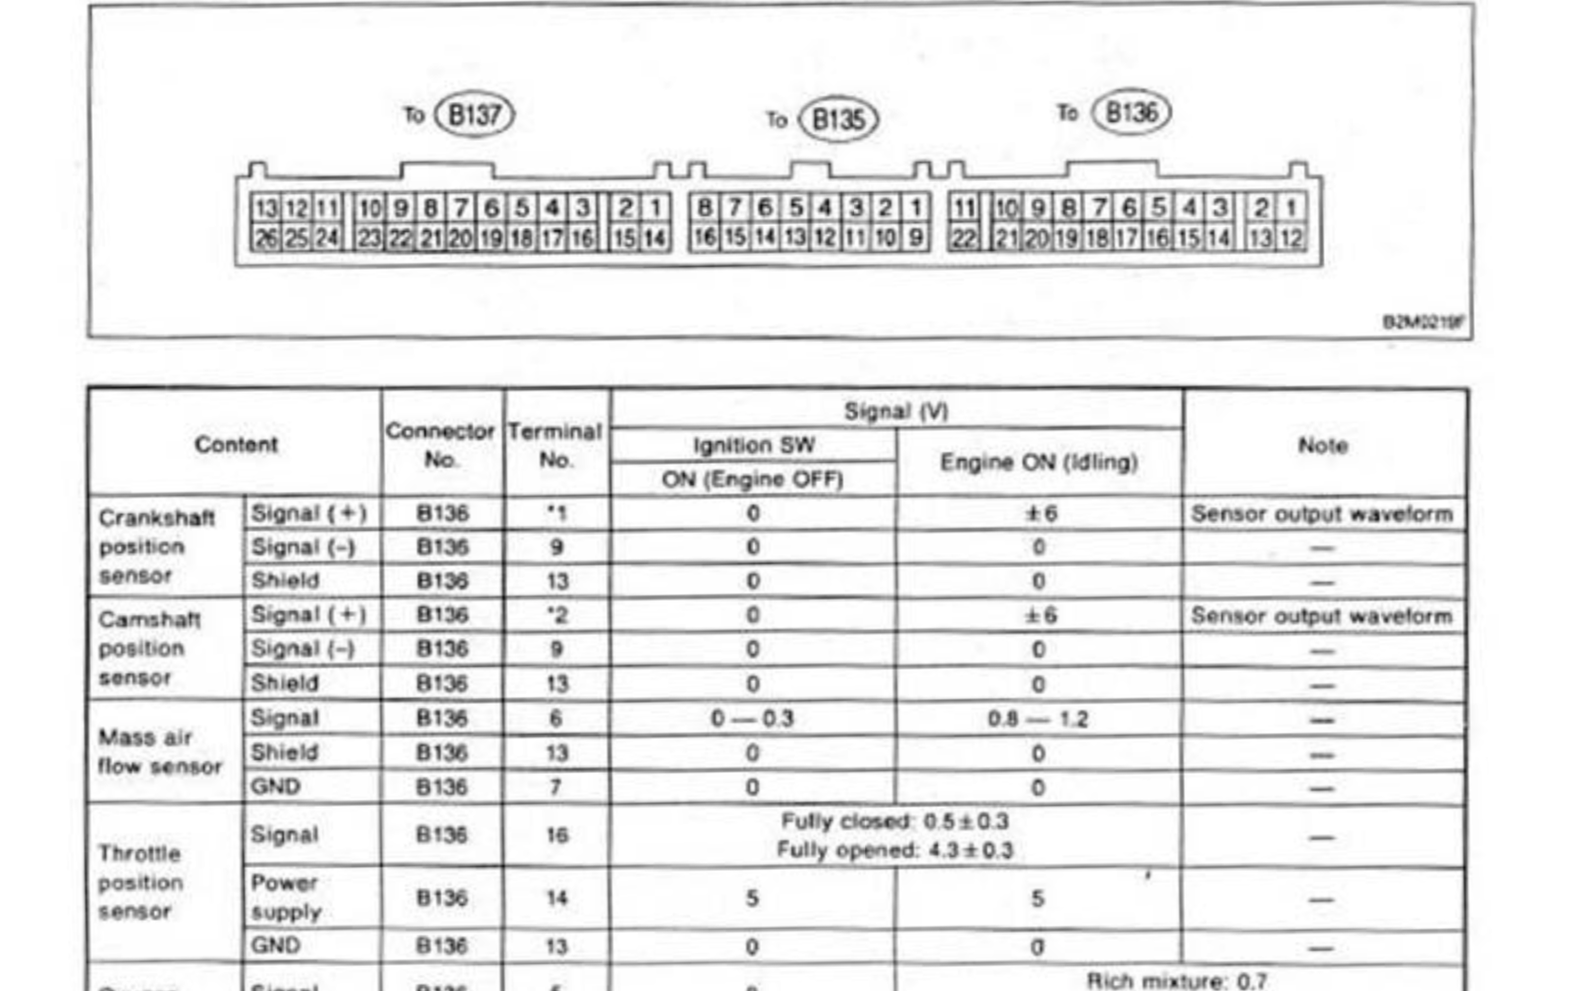 To B137
To B135
To B136
13 12 11 10 9 8 7 6 5 4 3 2 1
26 25 24 23 22 21 20 19 18 17 16 15 14
8 7 6 5 4 3 2 1
16 15 14 13 12 11 10 9
11 10 9 8 7 6 5 4 3 2 1
22 21 20 19 18 17 16 15 14 13 12
B2M0219F
Content Connector No. Terminal No. Signal (V) Note
Ignition SW ON (Engine OFF) Engine ON (Idling)
Crankshaft position sensor
Signal (+) B136 *1 0 ±6 Sensor output waveform
Signal (–) B136 9 0 0 —
Shield B136 13 0 0 —
Camshaft position sensor
Signal (+) B136 *2 0 ±6 Sensor output waveform
Signal (–) B136 9 0 0 —
Shield B136 13 0 0 —
Mass air flow sensor
Signal B136 6 0 — 0.3 0.8 — 1.2 —
Shield B136 13 0 0 —
GND B136 7 0 0 —
Throttle position sensor
Signal B136 16 Fully closed: 0.5±0.3 —
Fully opened: 4.3±0.3
Power supply B136 14 5 5 —
GND B136 13 0 0 —
Rich mixture: 0.7